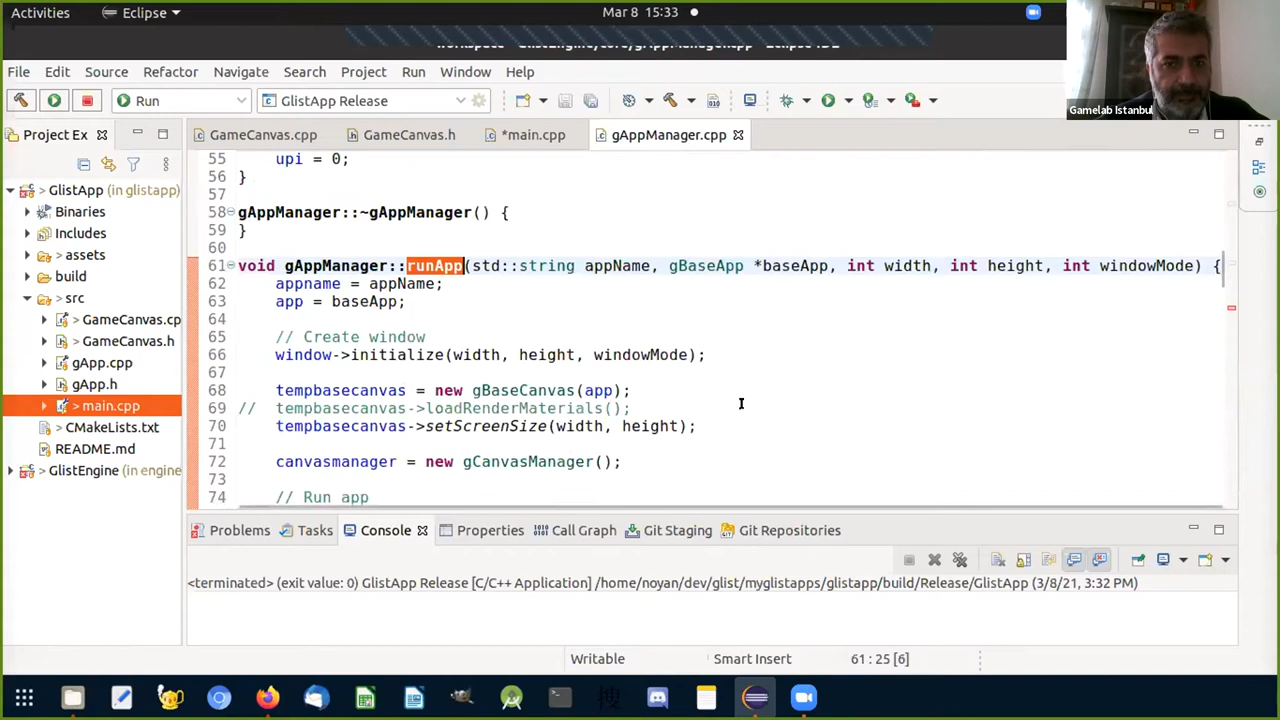 Activities
Eclipse
Mar 8 15:33
File Edit Source Refactor Navigate Search Project Run Window Help
Run
GlistApp Release
Gamelab Istanbul
Project Ex
GameCanvas.cpp
GameCanvas.h
*main.cpp
gAppManager.cpp
> GlistApp (in glistapp)
Binaries
> Includes
> assets
build
> src
> GameCanvas.cp
> GameCanvas.h
gApp.cpp
gApp.h
> main.cpp
> CMakeLists.txt
README.md
> GlistEngine (in engine
55 upi = 0;
56 }
57
58 gAppManager::~gAppManager() {
59 }
60
61 void gAppManager::runApp(std::string appName, gBaseApp *baseApp, int width, int height, int windowMode) {
62 appname = appName;
63 app = baseApp;
64
65 // Create window
66 window->initialize(width, height, windowMode);
67
68 tempbasecanvas = new gBaseCanvas(app);
69 // tempbasecanvas->loadRenderMaterials();
70 tempbasecanvas->setScreenSize(width, height);
71
72 canvasmanager = new gCanvasManager();
73
74 // Run app
Problems Tasks Console Properties Call Graph Git Staging Git Repositories
<terminated> (exit value: 0) GlistApp Release [C/C++ Application] /home/noyan/dev/glist/myglistapps/glistapp/build/Release/GlistApp (3/8/21, 3:32 PM)
Writable Smart Insert 61 : 25 [6]